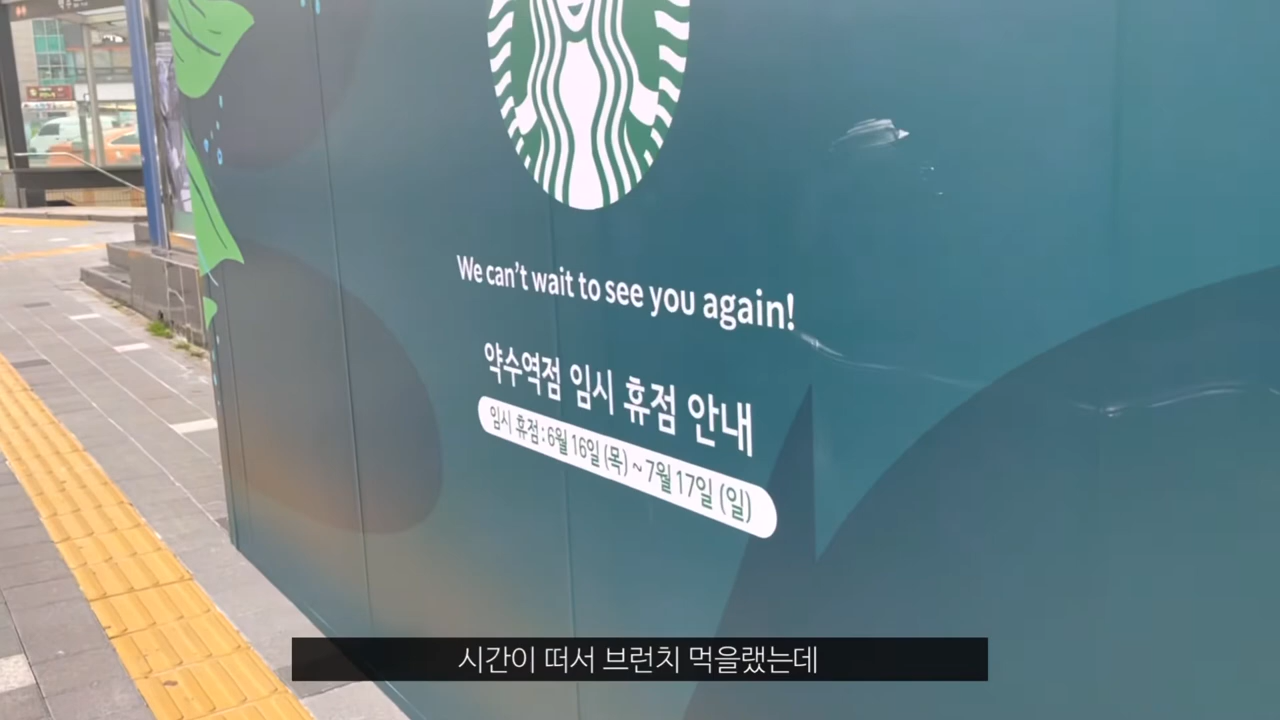 We can't wait to see you again!
약수역점 임시 휴점 안내
임시 휴점 : 6월 16일 (목) ~ 7월 17일 (일)
시간이 떠서 브런치 먹을랬는데